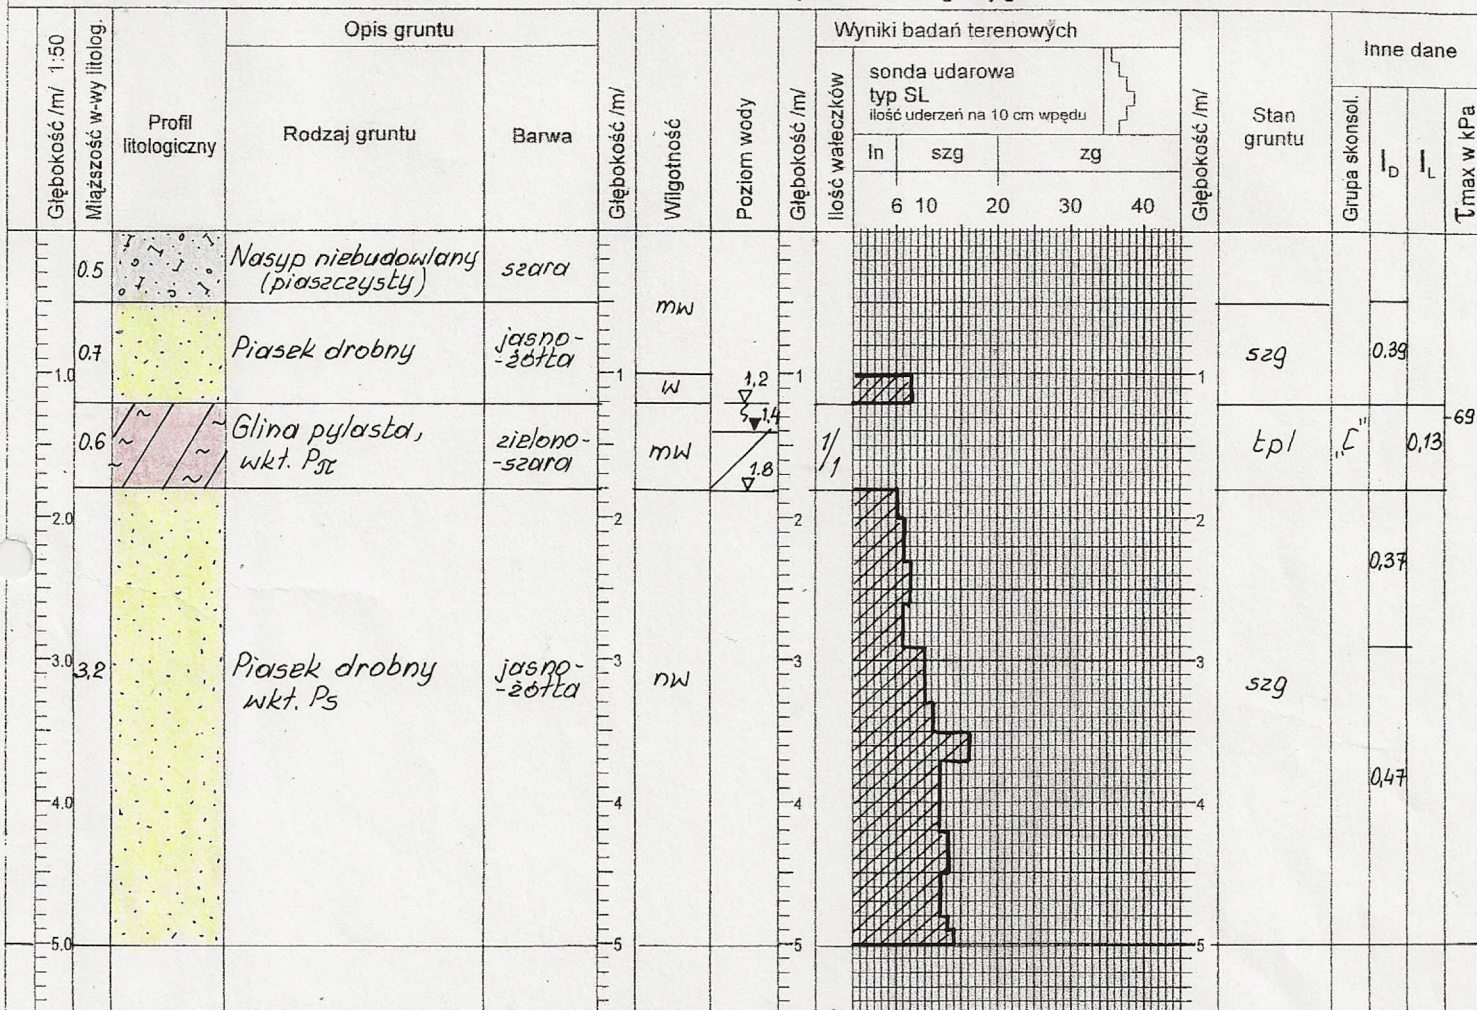 Głębokość /m/ 1:50
Miąższość w-wy litolog.
Profil
litologiczny
Opis gruntu
Rodzaj gruntu
Barwa
Głębokość /m/
Wilgotność
Poziom wody
Głębokość /m/
Ilość wałeczków
Wyniki badań terenowych
sonda udarowa
typ SL
ilość uderzeń na 10 cm wpędu
ln
szg
zg
6 10 20 30 40
Głębokość /m/
Stan
gruntu
Inne dane
Grupa skonsol.
I_D
I_L
τmax w kPa
0.5
Nasyp niebudowlany
(piaszczysty)
szara
mw
0.7
Piasek drobny
jasno-
-żółta
szg
0.39
1.0
1
w
1,2
1
1
0.6
Glina pylasta,
wkt. Pπ
zielono-
-szara
mw
1.4
1.8
1/1
tpl
„C"
0,13
69
2.0
2
2
2
0,37
3.0
3,2
Piasek drobny
wkt. Ps
jasno-
-żółta
3
nw
3
3
szg
0,47
4.0
4
4
4
5.0
5
5
5